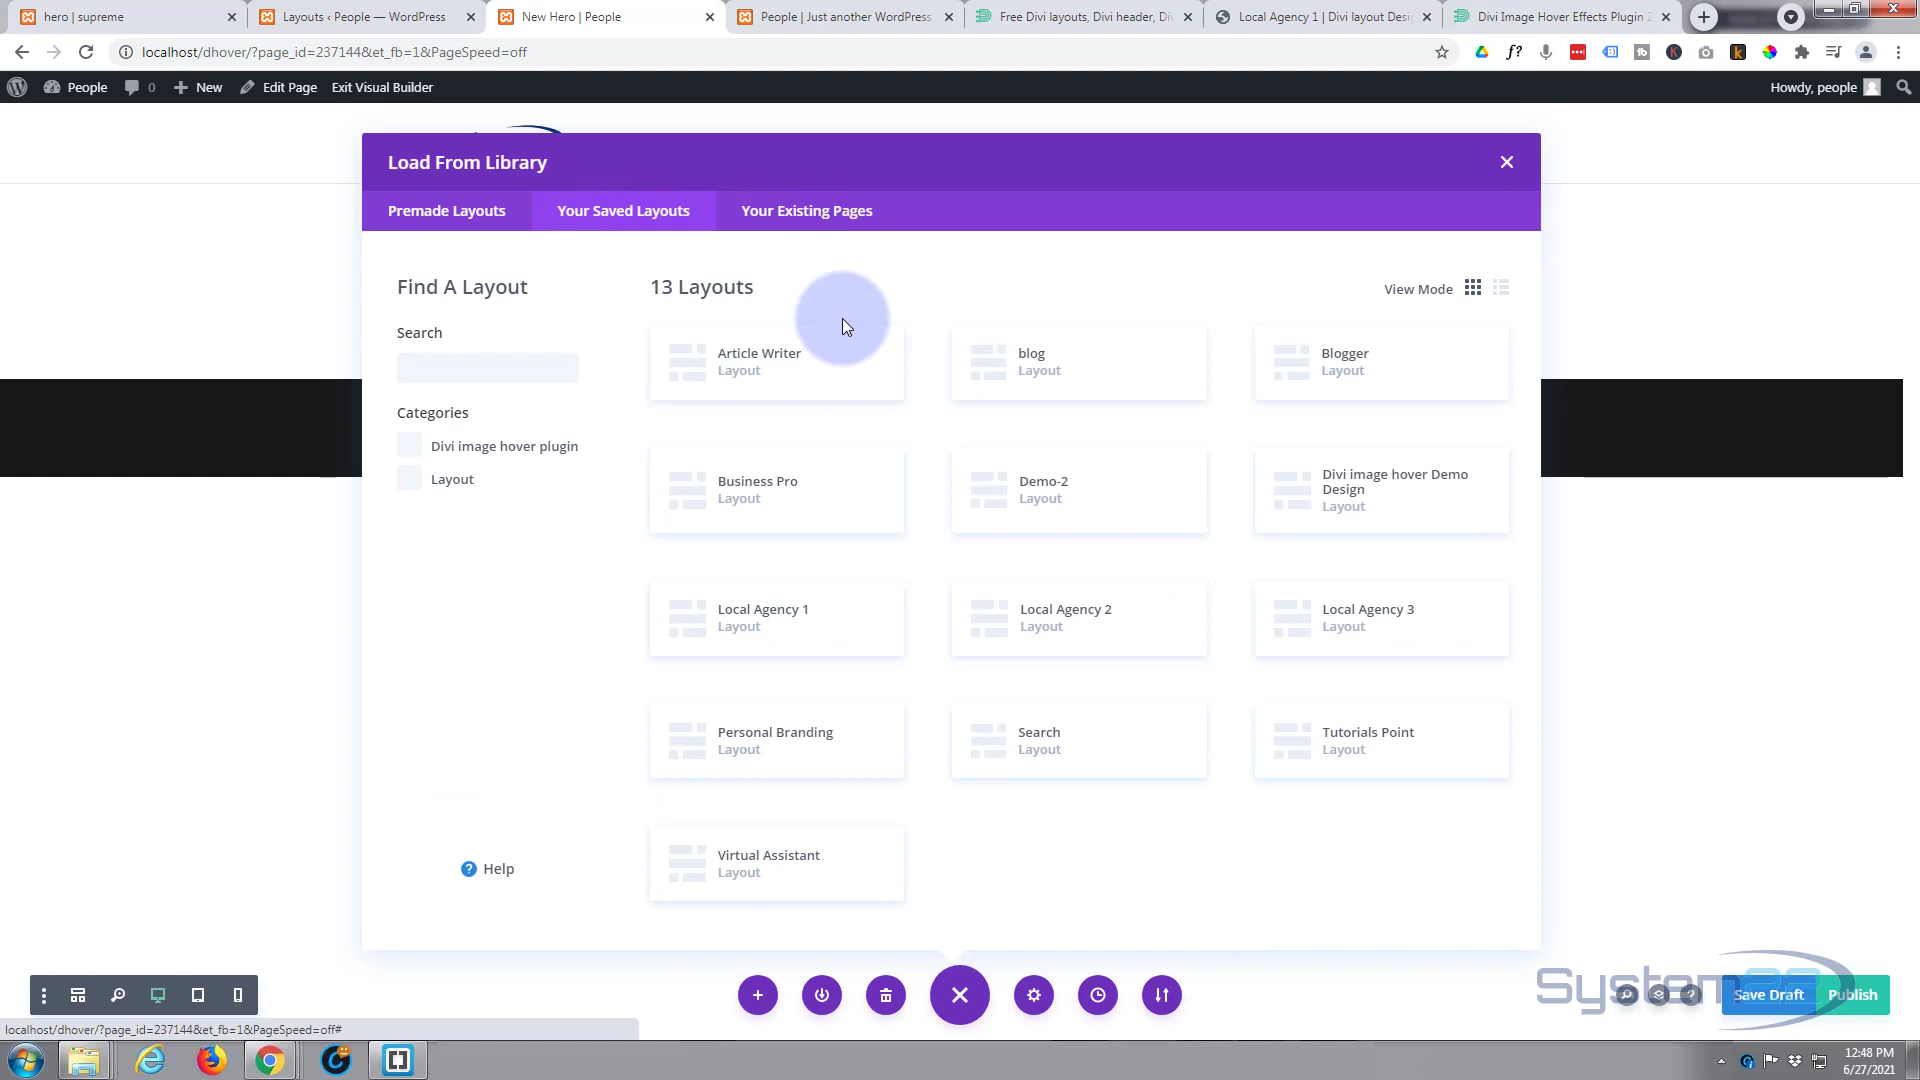 hero | supreme
Layouts ‹ People — WordPress
New Hero | People
People | Just another WordPress
Free Divi layouts, Divi header, Div
Local Agency 1 | Divi layout Desi
Divi Image Hover Effects Plugin 2
localhost/dhover/?page_id=237144&et_fb=1&PageSpeed=off
People
0
New
Edit Page
Exit Visual Builder
Howdy, people
Load From Library
Premade Layouts
Your Saved Layouts
Your Existing Pages
Find A Layout
13 Layouts
View Mode
Search
Categories
Divi image hover plugin
Layout
Article Writer
Layout
blog
Layout
Blogger
Layout
Business Pro
Layout
Demo-2
Layout
Divi image hover Demo
Design
Layout
Local Agency 1
Layout
Local Agency 2
Layout
Local Agency 3
Layout
Personal Branding
Layout
Search
Layout
Tutorials Point
Layout
Virtual Assistant
Layout
Help
System22
Save Draft
Publish
localhost/dhover/?page_id=237144&et_fb=1&PageSpeed=off#
12:48 PM
6/27/2021